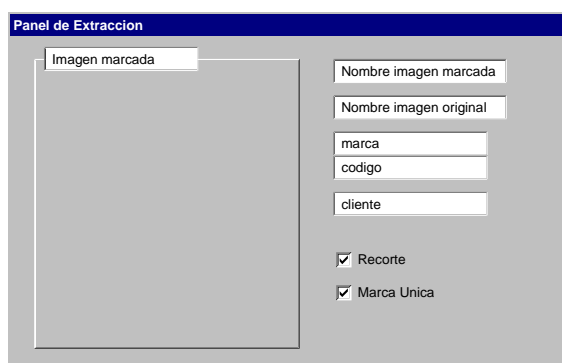 Panel de Extraccion
Imagen marcada
Nombre imagen marcada
Nombre imagen original
marca
codigo
cliente
Recorte
Marca Unica